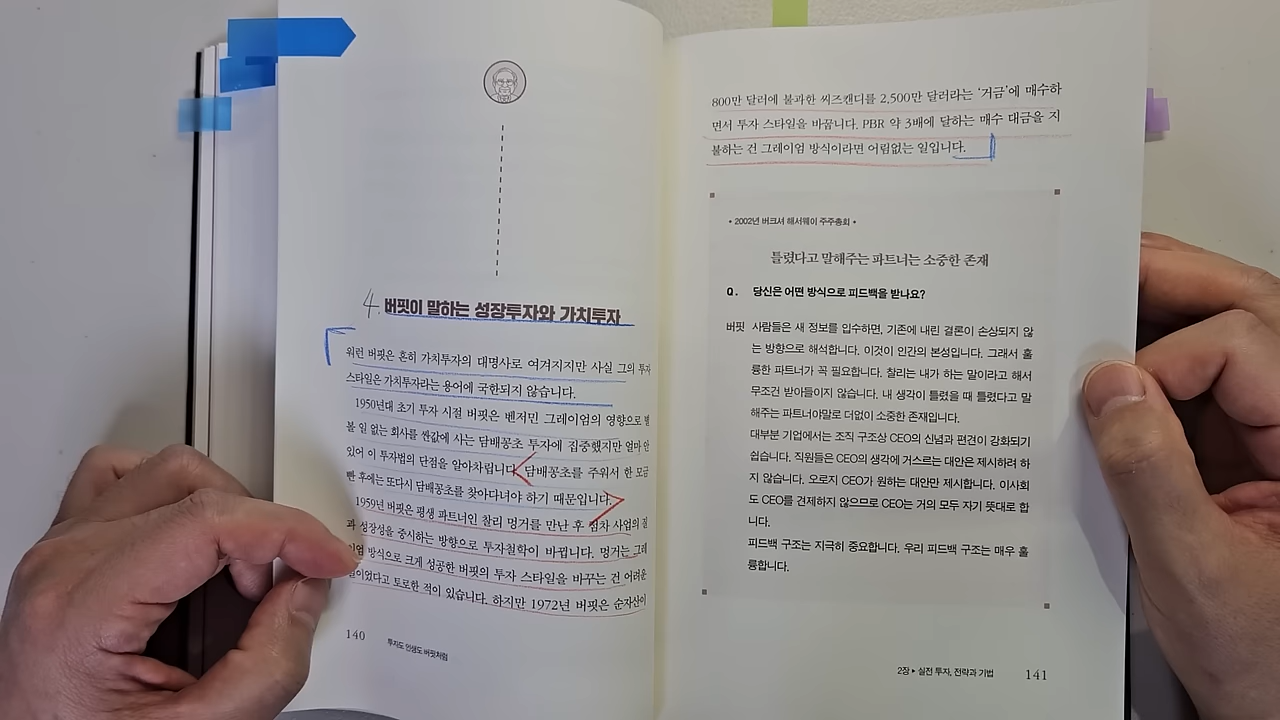 4. 버핏이 말하는 성장투자와 가치투자
워런 버핏은 흔히 가치투자의 대명사로 여겨지지만 사실 그의 투자
스타일은 가치투자라는 용어에 국한되지 않습니다.
1950년대 초기 투자 시절 버핏은 벤저민 그레이엄의 영향으로 별
볼 일 없는 회사를 싼값에 사는 담배꽁초 투자에 집중했지만 얼마 안
있어 이 투자법의 단점을 알아차립니다. 담배꽁초를 주워서 한 모금
빤 후에는 또다시 담배꽁초를 찾아다녀야 하기 때문입니다.
1959년 버핏은 평생 파트너인 찰리 멍거를 만난 후 점차 사업의 질
과 성장성을 중시하는 방향으로 투자철학이 바뀝니다. 멍거는 그레
이엄 방식으로 크게 성공한 버핏의 투자 스타일을 바꾸는 건 어려운
일이었다고 토로한 적이 있습니다. 하지만 1972년 버핏은 순자산이
140 투자도 인생도 버핏처럼
800만 달러에 불과한 씨즈캔디를 2,500만 달러라는 '거금'에 매수하
면서 투자 스타일을 바꿉니다. PBR 약 3배에 달하는 매수 대금을 지
불하는 건 그레이엄 방식이라면 어림없는 일입니다.
• 2002년 버크셔 해서웨이 주주총회 •
틀렸다고 말해주는 파트너는 소중한 존재
Q. 당신은 어떤 방식으로 피드백을 받나요?
버핏 사람들은 새 정보를 입수하면, 기존에 내린 결론이 손상되지 않
는 방향으로 해석합니다. 이것이 인간의 본성입니다. 그래서 훌
륭한 파트너가 꼭 필요합니다. 찰리는 내가 하는 말이라고 해서
무조건 받아들이지 않습니다. 내 생각이 틀렸을 때 틀렸다고 말
해주는 파트너야말로 더없이 소중한 존재입니다.
대부분 기업에서는 조직 구조상 CEO의 신념과 편견이 강화되기
쉽습니다. 직원들은 CEO의 생각에 거스르는 대안은 제시하려 하
지 않습니다. 오로지 CEO가 원하는 대안만 제시합니다. 이사회
도 CEO를 견제하지 않으므로 CEO는 거의 모두 자기 뜻대로 합
니다.
피드백 구조는 지극히 중요합니다. 우리 피드백 구조는 매우 훌
륭합니다.
2장 ▸ 실전 투자, 전략과 기법 141